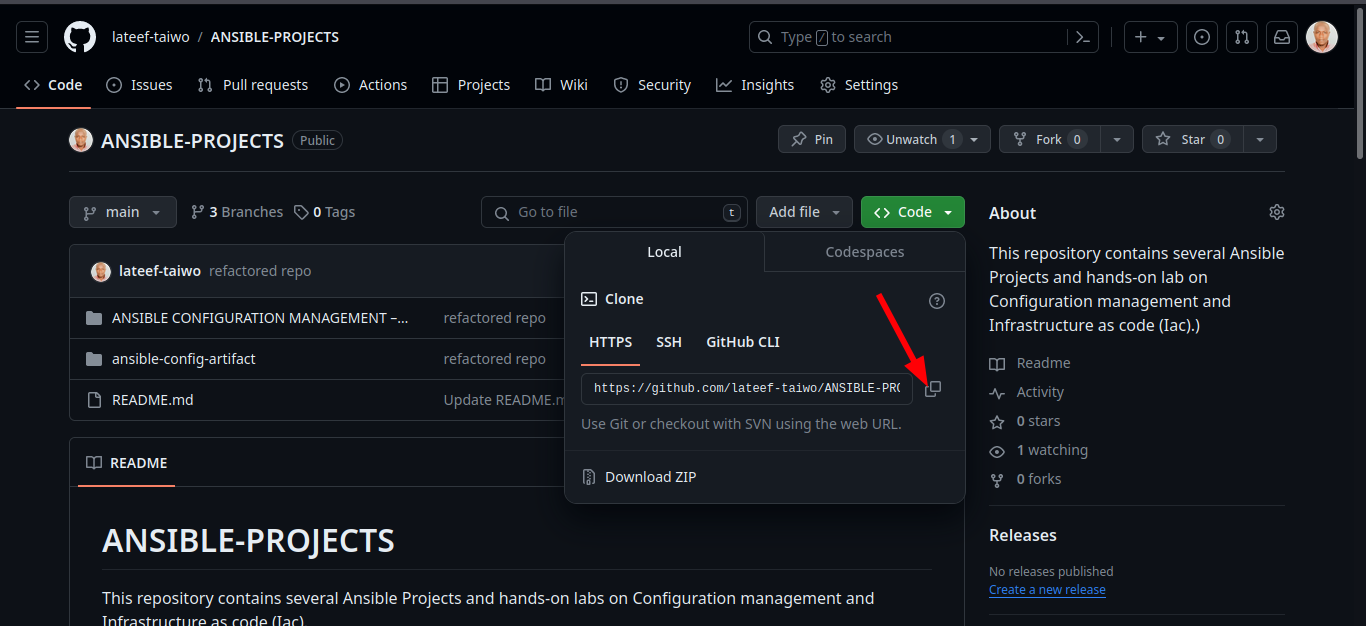 lateef-taiwo / ANSIBLE-PROJECTS
Type / to search
Code Issues Pull requests Actions Projects Wiki Security Insights Settings
ANSIBLE-PROJECTS Public
Pin Unwatch 1 Fork 0 Star 0
main 3 Branches 0 Tags
Go to file t Add file Code
lateef-taiwo refactored repo
ANSIBLE CONFIGURATION MANAGEMENT –... refactored repo
ansible-config-artifact refactored repo
README.md Update README.m
Local Codespaces
Clone
HTTPS SSH GitHub CLI
https://github.com/lateef-taiwo/ANSIBLE-PRO
Use Git or checkout with SVN using the web URL.
Download ZIP
README
ANSIBLE-PROJECTS
This repository contains several Ansible Projects and hands-on labs on Configuration management and
Infrastructure as code (Iac)
About
This repository contains several Ansible
Projects and hands-on lab on
Configuration management and
Infrastructure as code (Iac).)
Readme
Activity
0 stars
1 watching
0 forks
Releases
No releases published
Create a new release